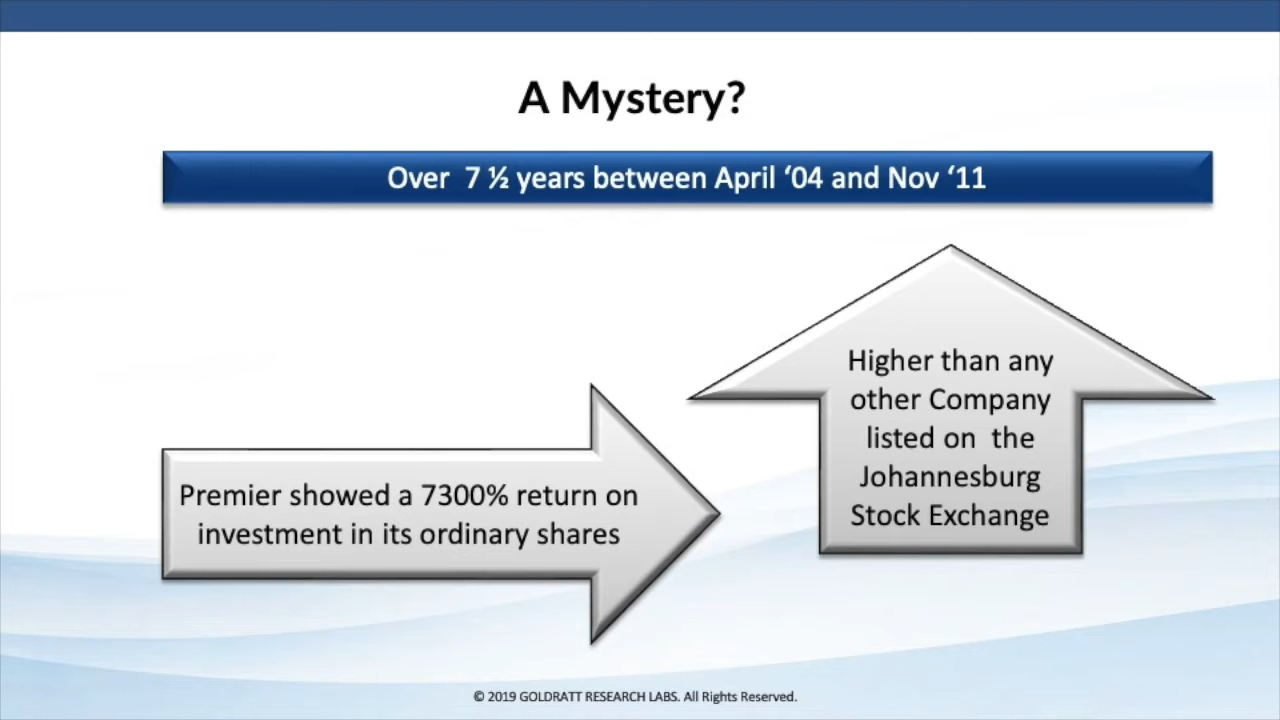 A Mystery?
Over  7 ½ years between April ‘04 and Nov ‘11
Higher than any
other Company
listed on  the
Johannesburg
Stock Exchange
Premier showed a 7300% return on
investment in its ordinary shares
© 2019 GOLDRATT RESEARCH LABS. All Rights Reserved.